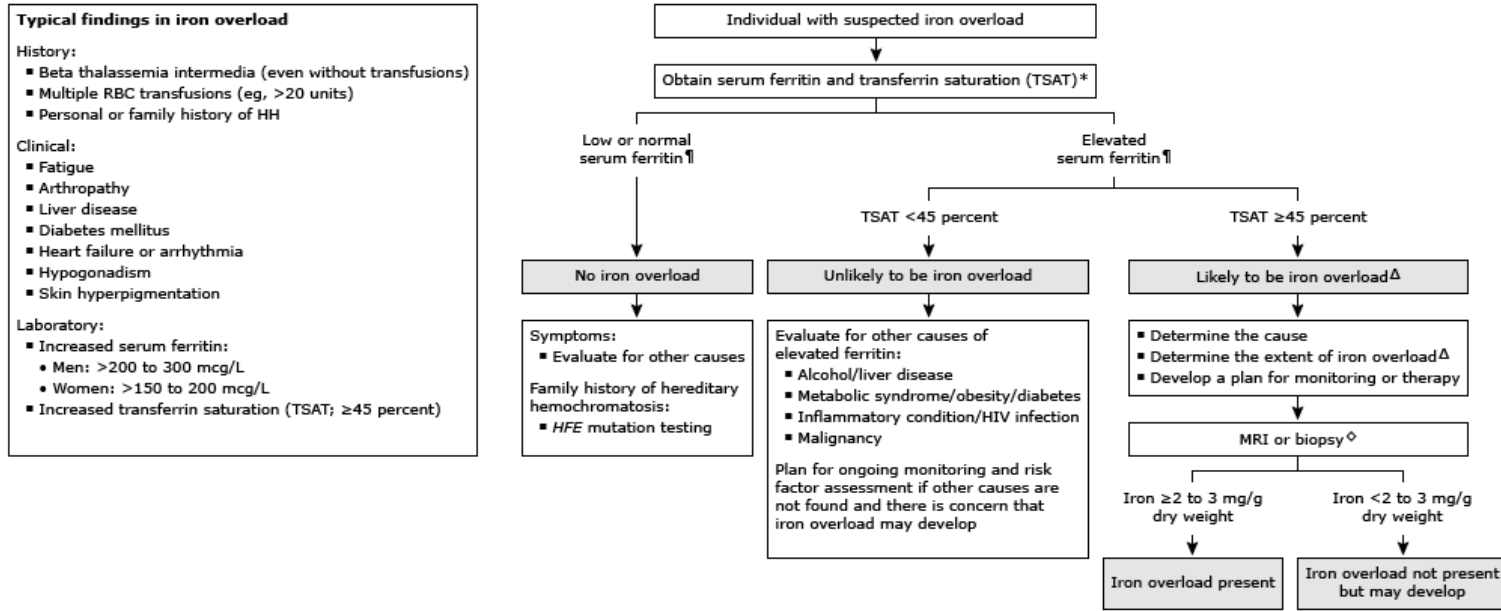 Typical findings in iron overload
History:
▪ Beta thalassemia intermedia (even without transfusions)
▪ Multiple RBC transfusions (eg, >20 units)
▪ Personal or family history of HH
Clinical:
▪ Fatigue
▪ Arthropathy
▪ Liver disease
▪ Diabetes mellitus
▪ Heart failure or arrhythmia
▪ Hypogonadism
▪ Skin hyperpigmentation
Laboratory:
▪ Increased serum ferritin:
• Men: >200 to 300 mcg/L
• Women: >150 to 200 mcg/L
▪ Increased transferrin saturation (TSAT; ≥45 percent)
Individual with suspected iron overload
Obtain serum ferritin and transferrin saturation (TSAT)*
Low or normal
serum ferritin¶
Elevated
serum ferritin¶
TSAT <45 percent
TSAT ≥45 percent
No iron overload
Unlikely to be iron overload
Likely to be iron overloadΔ
Symptoms:
▪ Evaluate for other causes
Family history of hereditary
hemochromatosis:
▪ HFE mutation testing
Evaluate for other causes of
elevated ferritin:
▪ Alcohol/liver disease
▪ Metabolic syndrome/obesity/diabetes
▪ Inflammatory condition/HIV infection
▪ Malignancy
Plan for ongoing monitoring and risk
factor assessment if other causes are
not found and there is concern that
iron overload may develop
▪ Determine the cause
▪ Determine the extent of iron overloadΔ
▪ Develop a plan for monitoring or therapy
MRI or biopsy◇
Iron ≥2 to 3 mg/g
dry weight
Iron <2 to 3 mg/g
dry weight
Iron overload present
Iron overload not present
but may develop